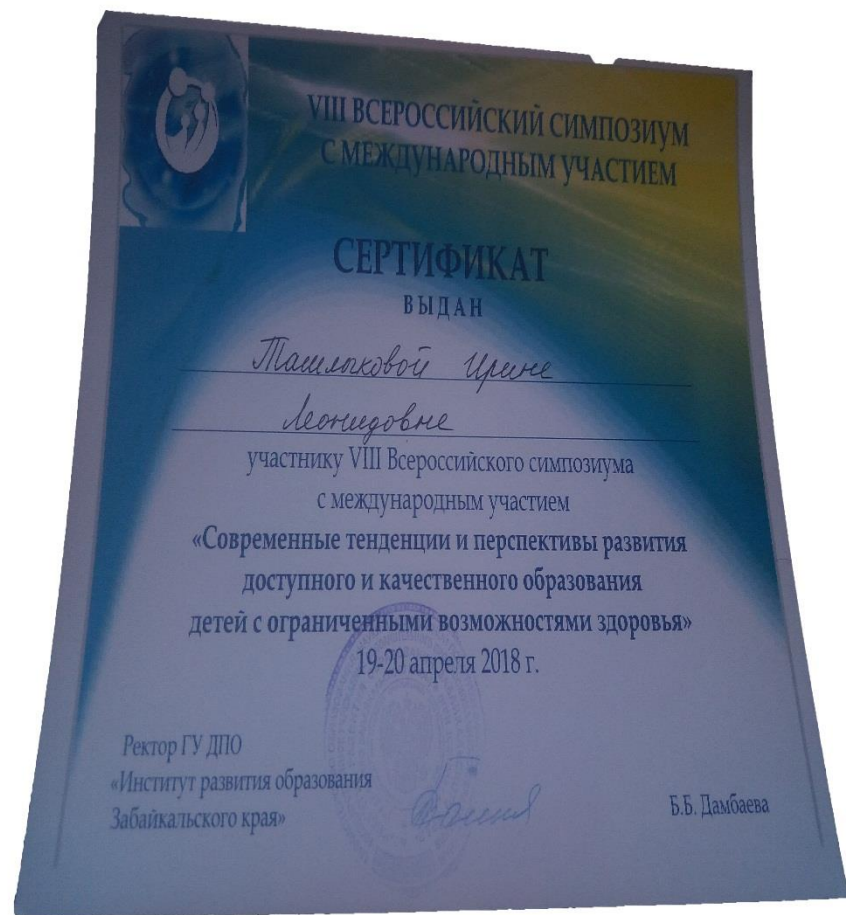 VIII ВСЕРОССИЙСКИЙ СИМПОЗИУМ
С МЕЖДУНАРОДНЫМ УЧАСТИЕМ
СЕРТИФИКАТ
ВЫДАН
Ташлыковой Ирине
Леонидовне
участнику VIII Всероссийского симпозиума
с международным участием
«Современные тенденции и перспективы развития
доступного и качественного образования
детей с ограниченными возможностями здоровья»
19-20 апреля 2018 г.
Ректор ГУ ДПО
«Институт развития образования
Забайкальского края»
Б.Б. Дамбаева